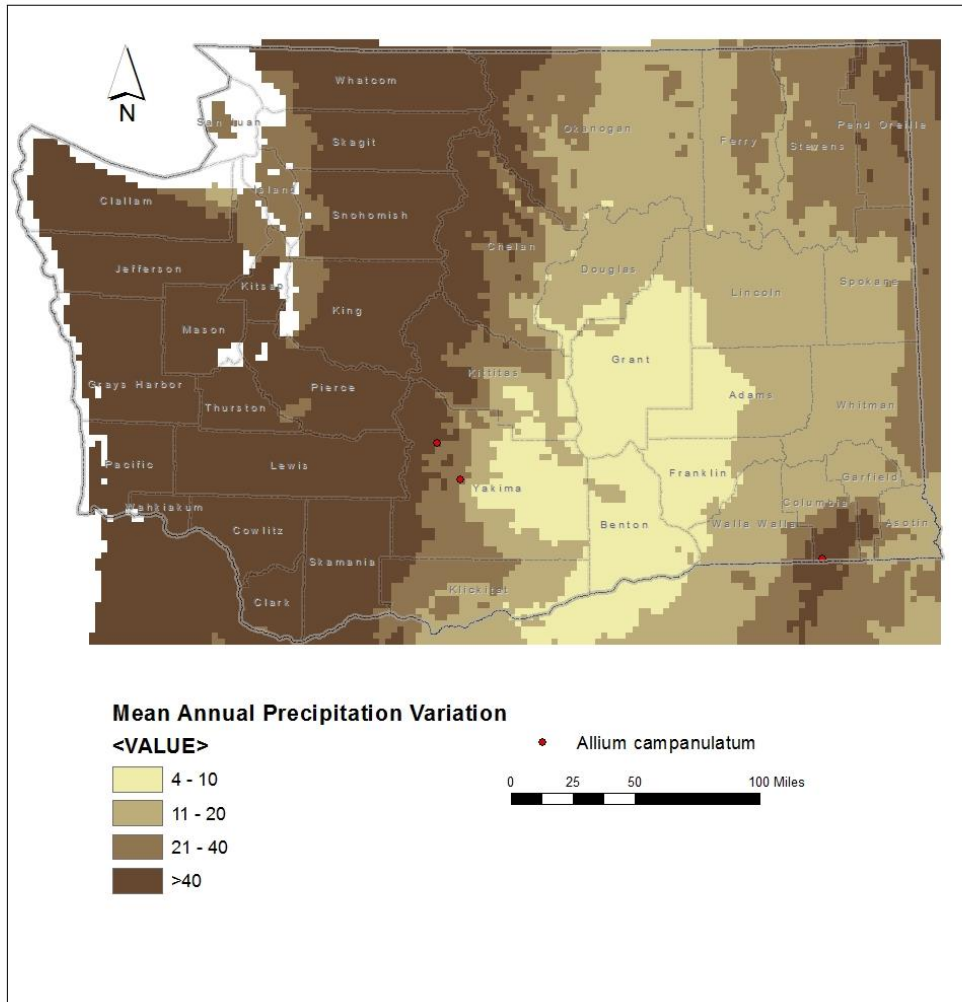 N
Whatcom
San Juan
Okanogan
Ferry
Stevens
Pend Oreille
Skagit
Island
Clallam
Snohomish
Chelan
Jefferson
Kitsap
Douglas
Lincoln
Spokane
King
Mason
Grant
Kittitas
Grays Harbor
Pierce
Adams
Thurston
Whitman
Pacific
Lewis
Yakima
Franklin
Garfield
Columbia
Wahkiakum
Benton
Walla Walla
Asotin
Cowlitz
Skamania
Klickitat
Clark
Mean Annual Precipitation Variation
<VALUE>
4 - 10
11 - 20
21 - 40
>40
Allium campanulatum
0 25 50 100 Miles